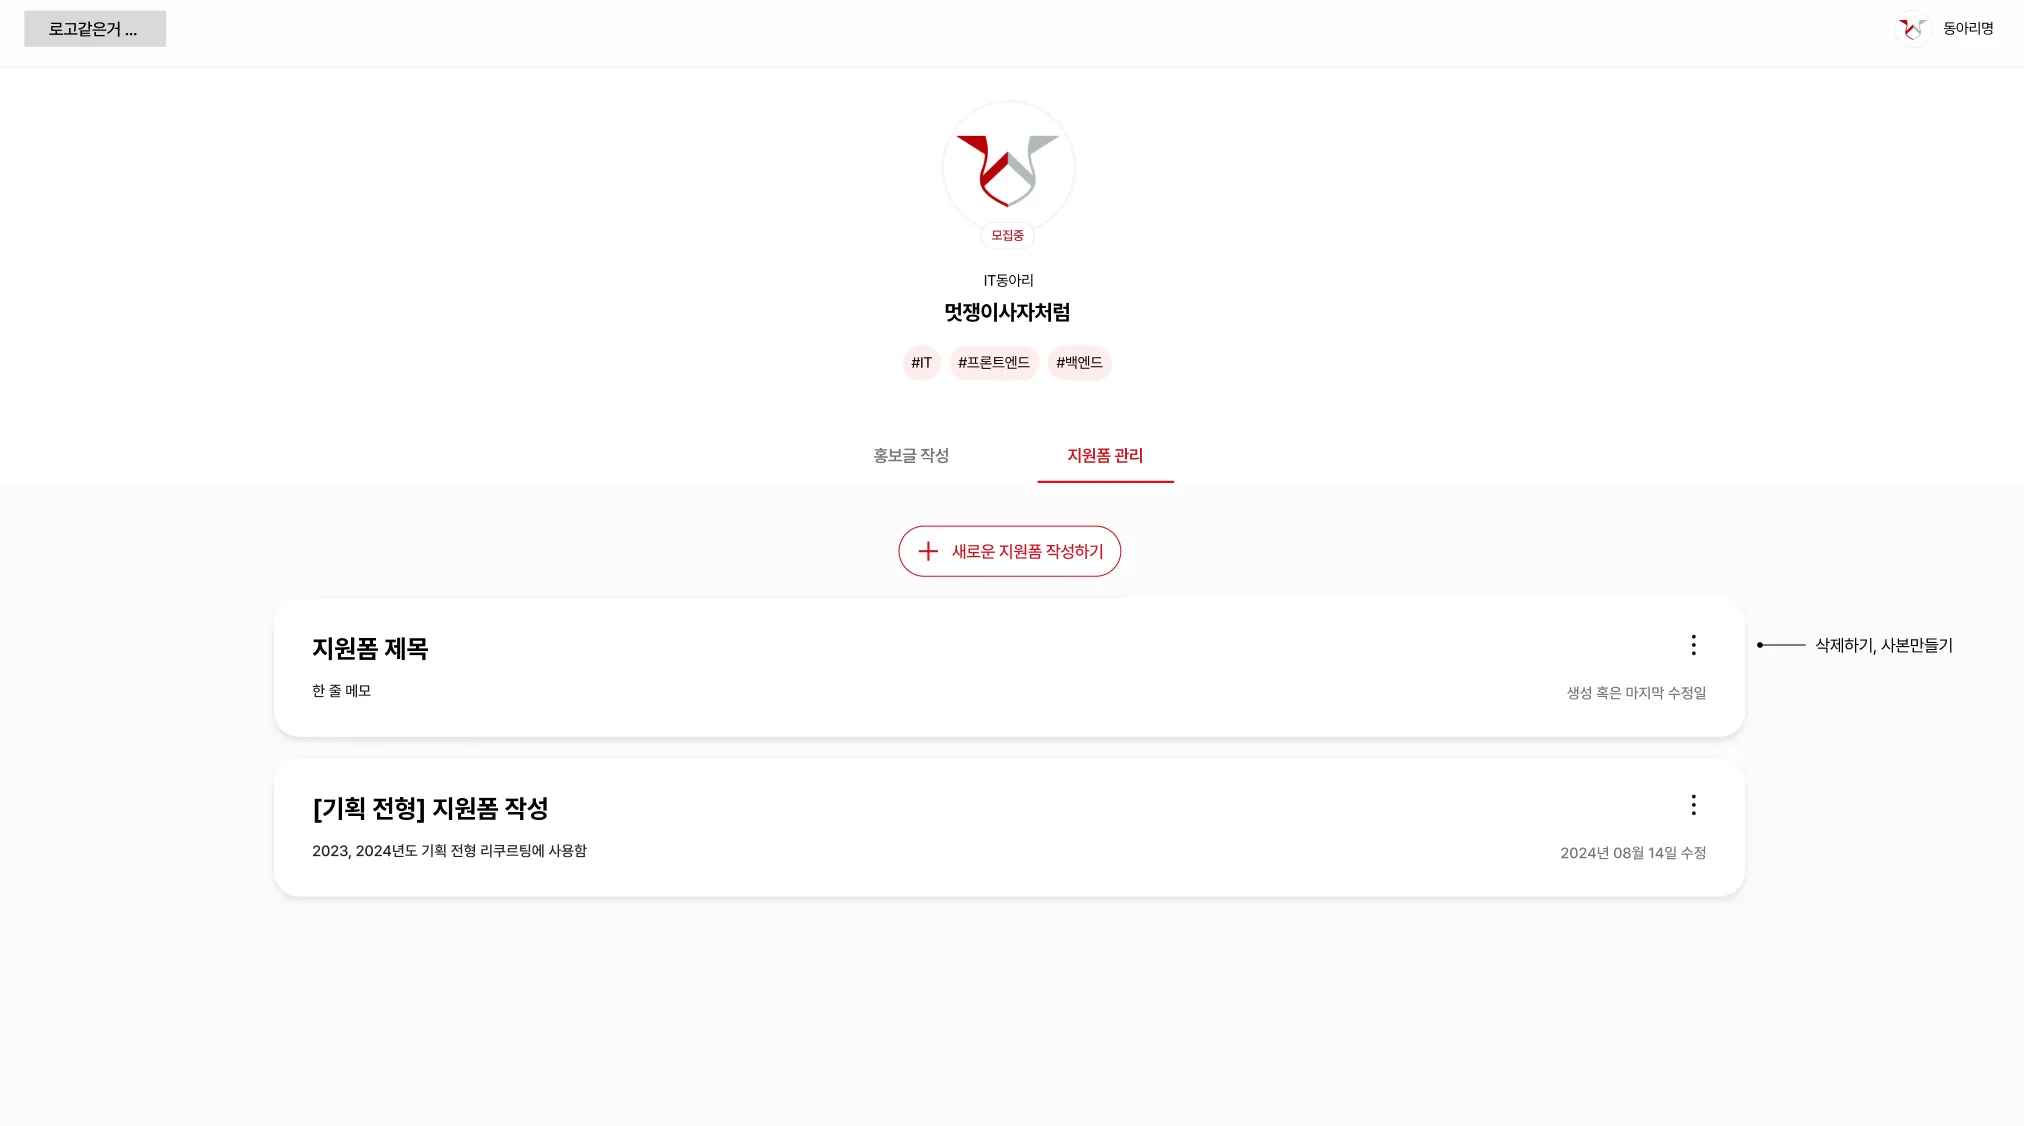 로고같은거 ...
동아리명
모집중
IT동아리
멋쟁이사자처럼
#IT #프론트엔드 #백엔드
홍보글 작성 지원폼 관리
새로운 지원폼 작성하기
지원폼 제목
삭제하기, 사본만들기
한 줄 메모
생성 혹은 마지막 수정일
[기획 전형] 지원폼 작성
2023, 2024년도 기획 전형 리쿠르팅에 사용함
2024년 08월 14일 수정